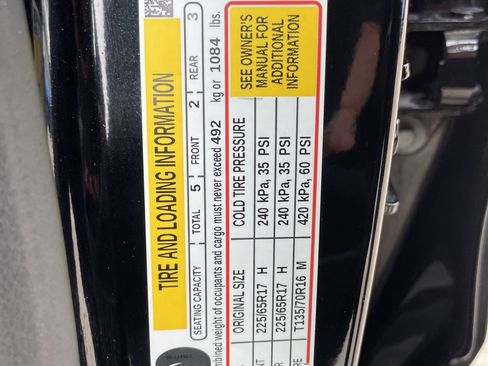 TIRE AND LOADING INFORMATION
SEATING CAPACITY TOTAL 5 FRONT 2 REAR 3
weight of occupants and cargo must never exceed 492 kg or 1084 lbs.
ORIGINAL SIZE COLD TIRE PRESSURE
225/65R17 H 240 kPa, 35 PSI
225/65R17 H 240 kPa, 35 PSI
T135/70R16 M 420 kPa, 60 PSI
SEE OWNER'S
MANUAL FOR
ADDITIONAL
INFORMATION